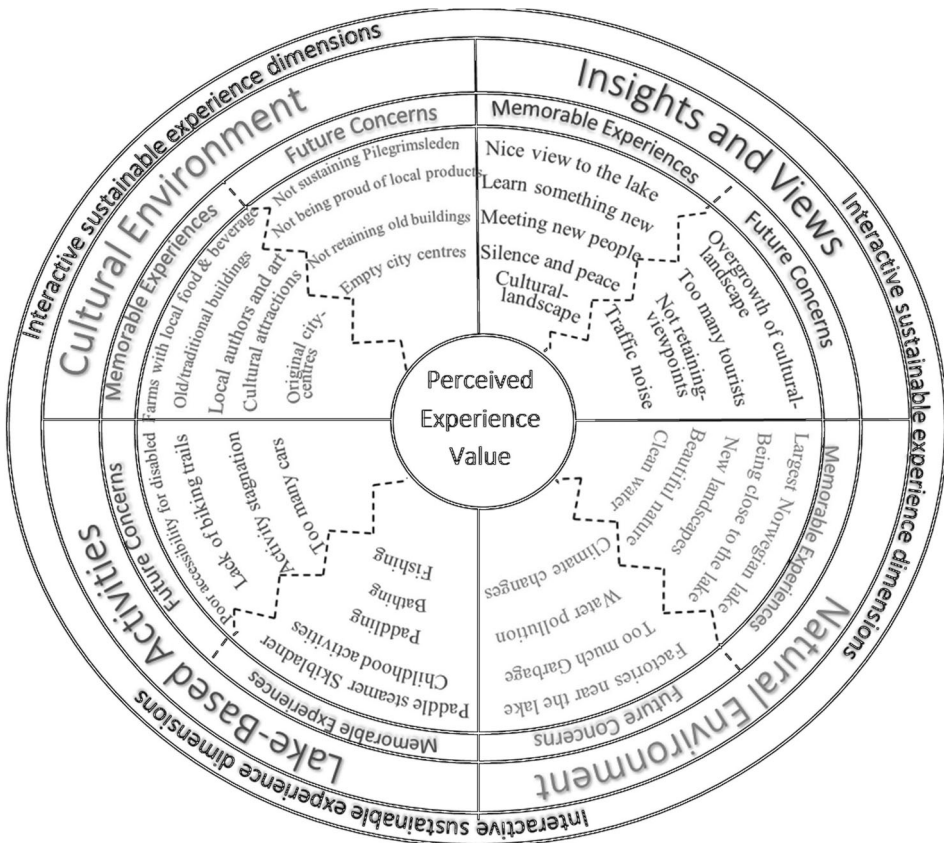 Interactive sustainable experience dimensions
Cultural Environment
Future Concerns
Not sustaining Pilegrimsleden
Not being proud of local products
Not retaining old buildings
Empty city centres
Memorable Experiences
Farms with local food & beverage
Old/traditional buildings
Local authors and art
Cultural attractions
Original city-
centres
Insights and Views
Memorable Experiences
Nice view to the lake
Learn something new
Meeting new people
Silence and peace
Cultural-
landscape
Future Concerns
Overgrowth of cultural-
landscape
Too many tourists
Not retaining-
viewpoints
Traffic noise
Interactive sustainable experience dimensions
Perceived
Experience
Value
Natural Environment
Memorable Experiences
Largest Norwegian lake
Being close to the lake
New landscapes
Beautiful nature
Clean water
Future Concerns
Climate changes
Water pollution
Too much Garbage
Factories near the lake
Lake-Based Activities
Future Concerns
Poor accessibility for disabled
Lack of biking trails
Activity stagnation
Too many cars
Memorable Experiences
Fishing
Bathing
Paddling
Childhood activities
Paddle steamer Skibladner
Interactive sustainable experience dimensions